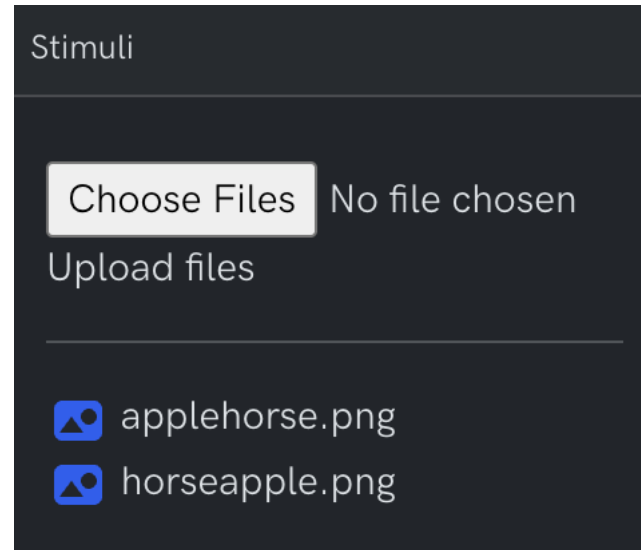 Stimuli
Choose Files No file chosen
Upload files
applehorse.png
horseapple.png